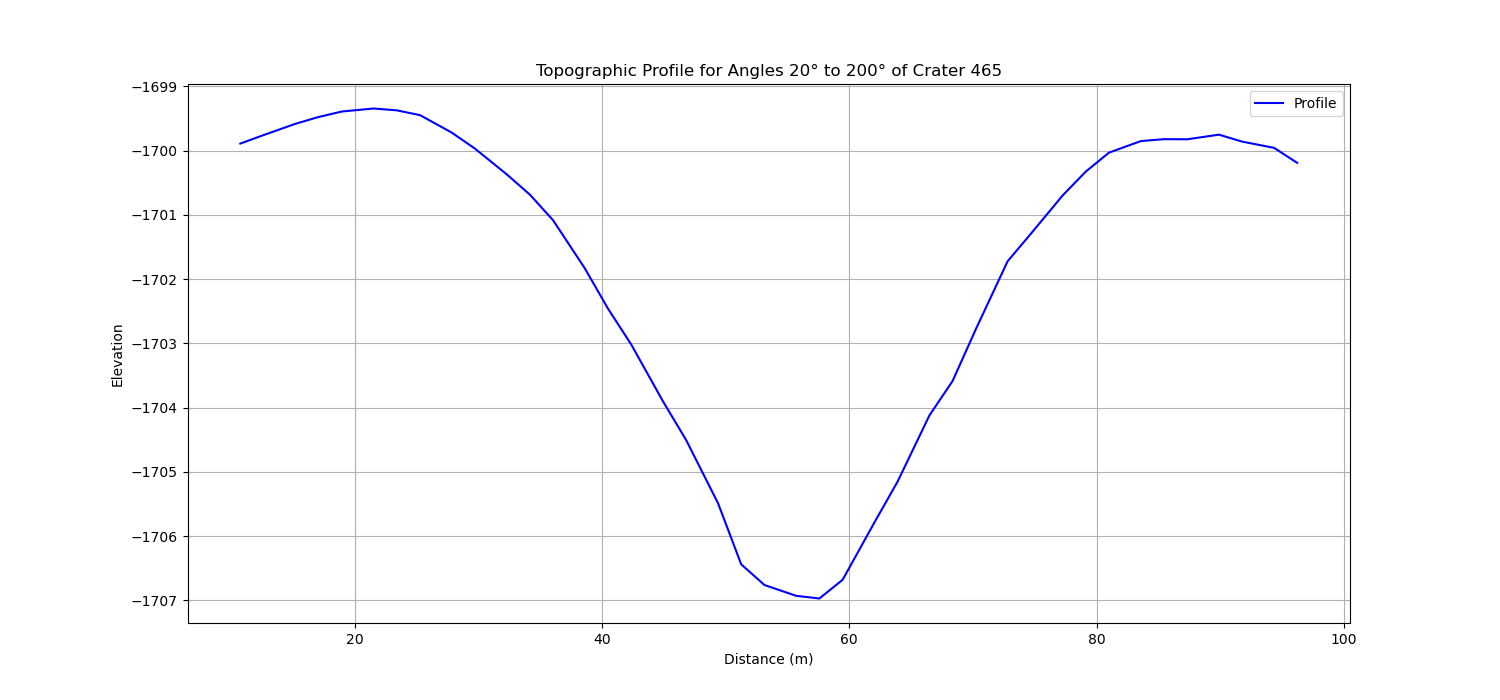 Topographic Profile for Angles 20° to 200° of Crater 465
Profile
Elevation
−1699
−1700
−1701
−1702
−1703
−1704
−1705
−1706
−1707
20 40 60 80 100
Distance (m)